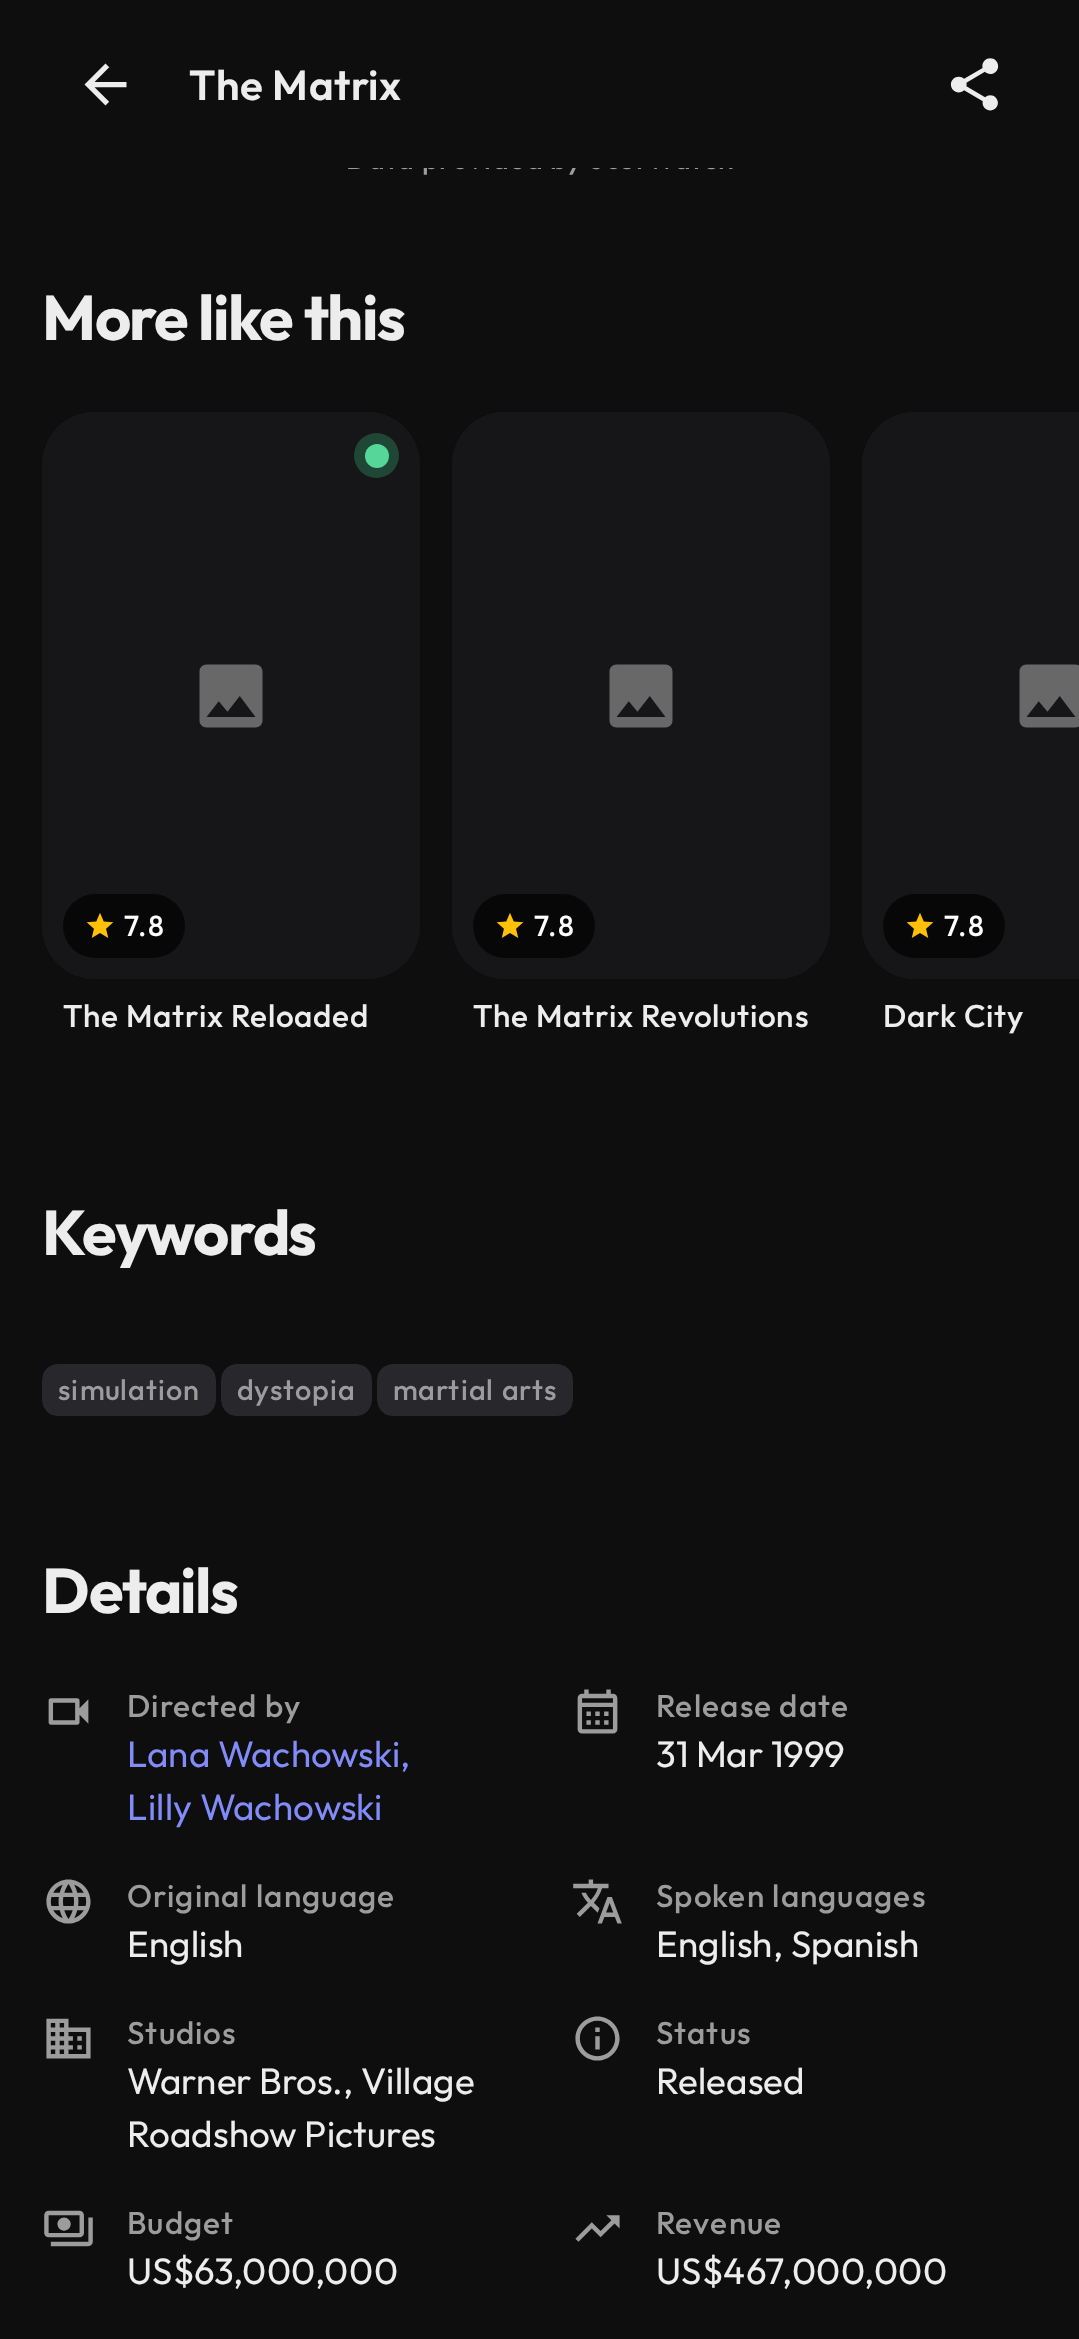 The Matrix
More like this
7.8
7.8
7.8
The Matrix Reloaded
The Matrix Revolutions
Dark City
Keywords
simulation
dystopia
martial arts
Details
Directed by
Lana Wachowski,
Lilly Wachowski
Release date
31 Mar 1999
Original language
English
Spoken languages
English, Spanish
Studios
Warner Bros., Village
Roadshow Pictures
Status
Released
Budget
US$63,000,000
Revenue
US$467,000,000